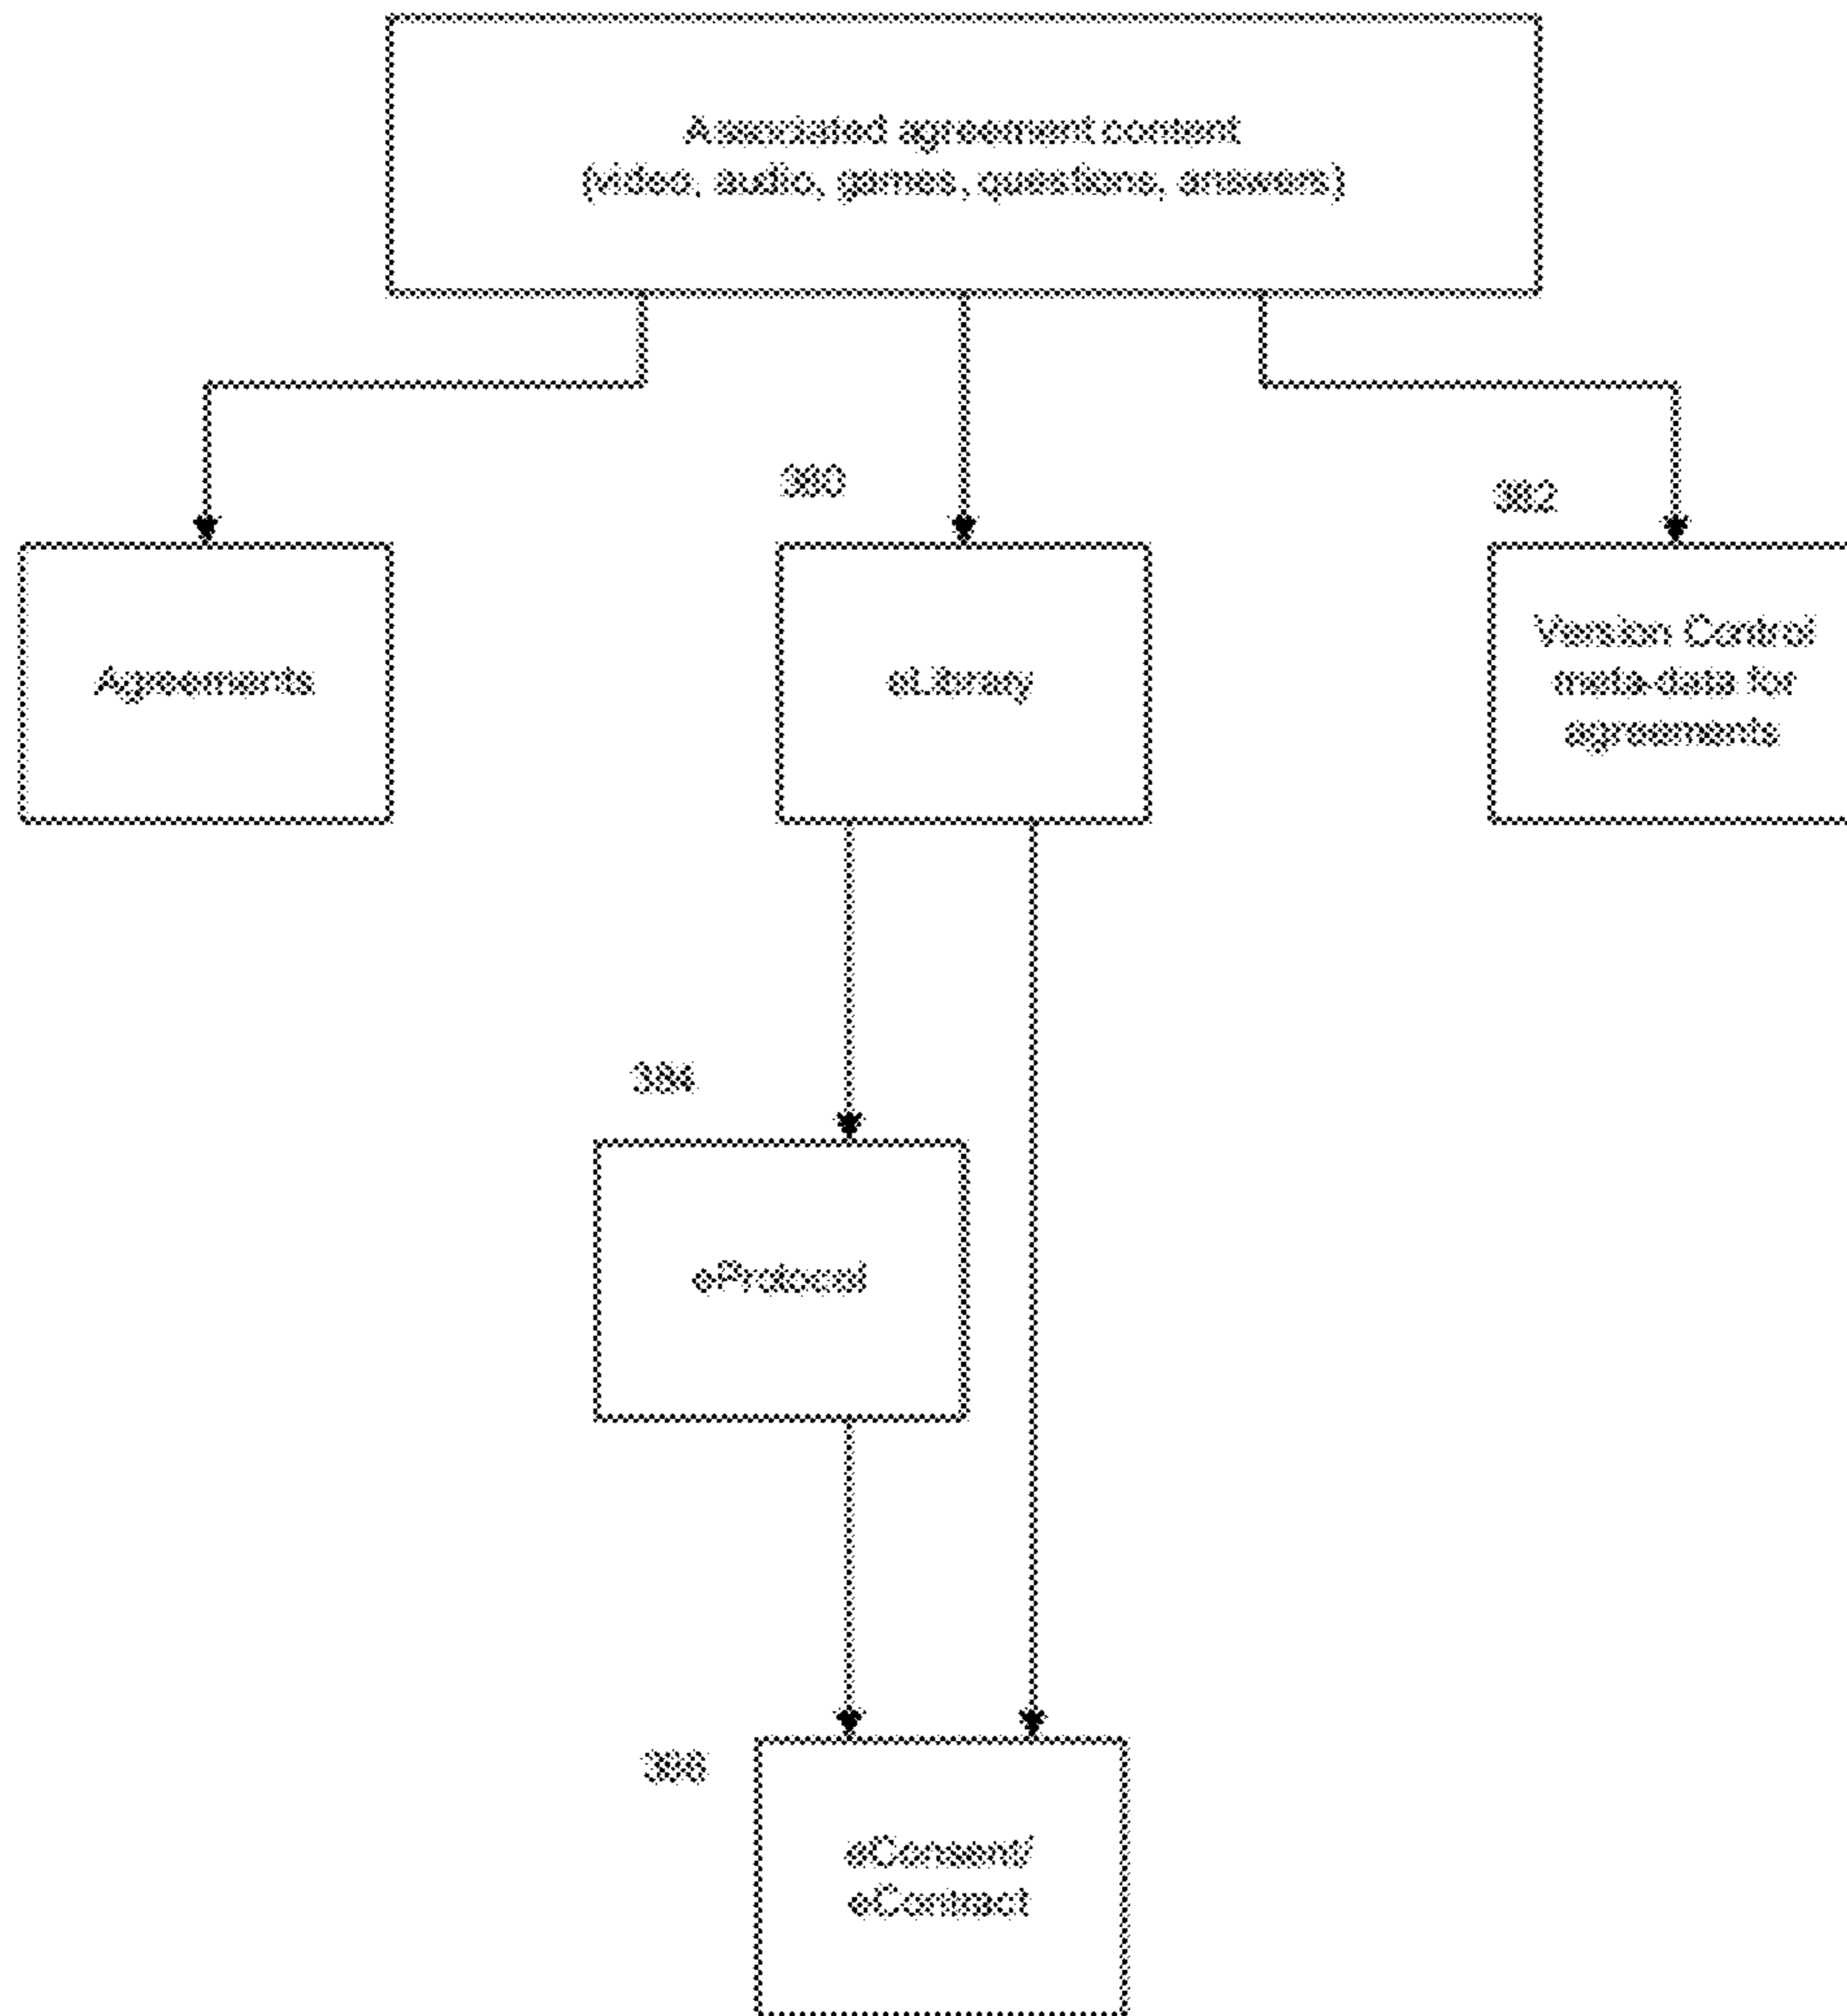 Associated agreement content
(video, audio, games, questions, answers)
380
382
Agreements
eLibrary
Version Control
meta-data for
agreements
384
eProtocol
eConsent/
eContract